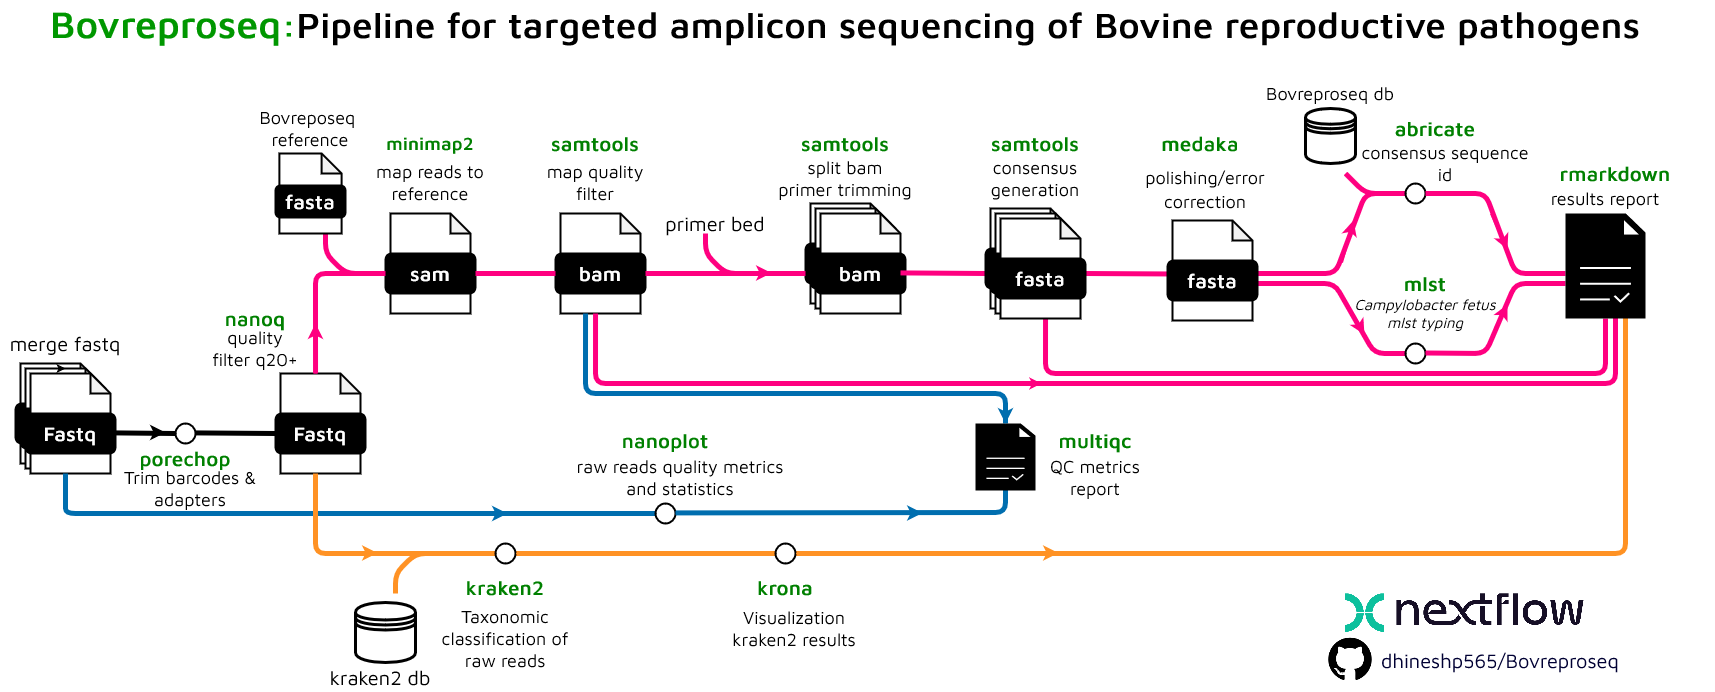 Bovreproseq:Pipeline for targeted amplicon sequencing of Bovine reproductive pathogens
Bovreposeq
reference
fasta
minimap2
map reads to
reference
sam
samtools
map quality
filter
bam
primer bed
samtools
split bam
primer trimming
bam
samtools
consensus
generation
fasta
medaka
polishing/error
correction
fasta
Bovreproseq db
abricate
consensus sequence
id
mlst
Campylobacter fetus
mlst typing
rmarkdown
results report
merge fastq
Fastq
porechop
Trim barcodes &
adapters
nanoq
quality
filter q20+
Fastq
nanoplot
raw reads quality metrics
and statistics
multiqc
QC metrics
report
kraken2 db
kraken2
Taxonomic
classification of
raw reads
krona
Visualization
kraken2 results
nextflow
dhineshp565/Bovreproseq